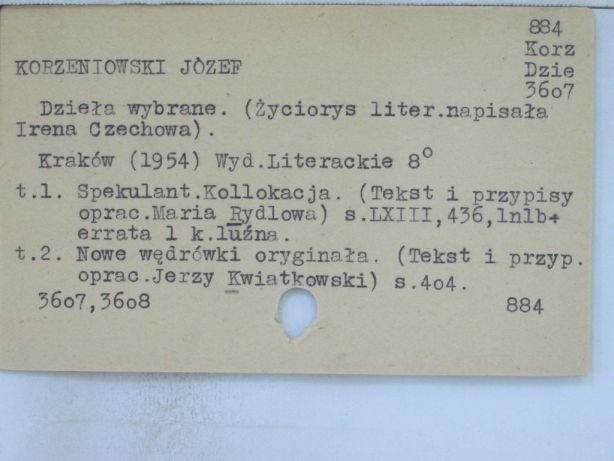 884
Korz
KORZENIOWSKI JÓZEF Dzie
3607
Dzieła wybrane. (Życiorys liter.napisała
Irena Czechowa).
Kraków (1954) Wyd.Literackie 8°
t.1. Spekulant.Kollokacja. (Tekst i przypisy
oprac.Maria Rydlowa) s.LXIII,436,1nlb+
errata 1 k.luźna.
t.2. Nowe wędrówki oryginała. (Tekst i przyp.
oprac.Jerzy Kwiatkowski) s.404.
3607,3608 884